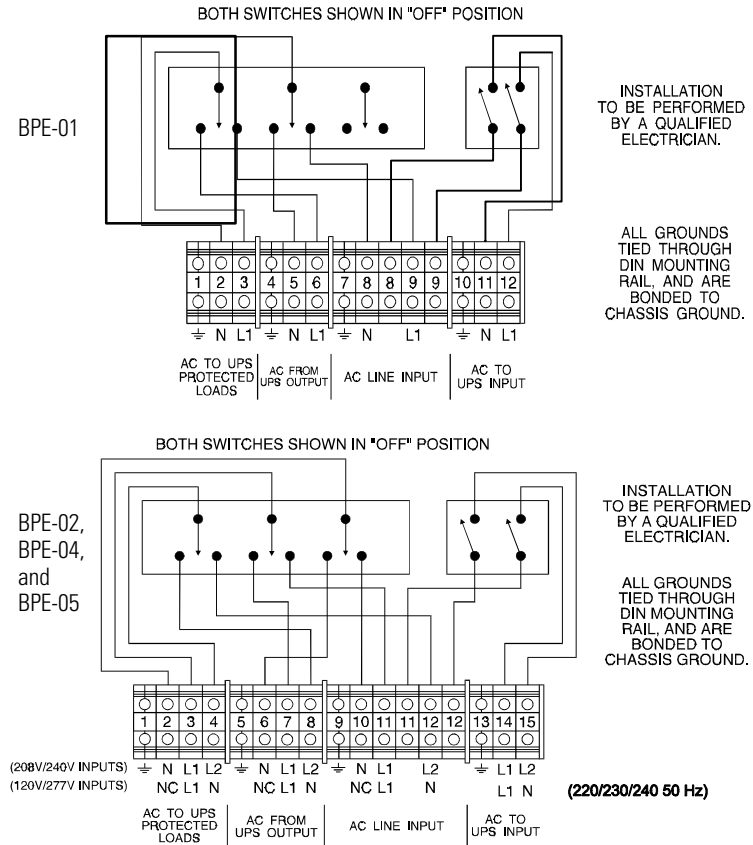 BOTH SWITCHES SHOWN IN "OFF" POSITION
BPE-01
INSTALLATION
TO BE PERFORMED
BY A QUALIFIED
ELECTRICIAN.
ALL GROUNDS
TIED THROUGH
DIN MOUNTING
RAIL, AND ARE
BONDED TO
CHASSIS GROUND.
1 2 3 4 5 6 7 8 8 9 9 10 11 12
N L1 N L1 N L1 N L1
AC TO UPS
PROTECTED
LOADS
AC FROM
UPS OUTPUT
AC LINE INPUT
AC TO
UPS INPUT
BOTH SWITCHES SHOWN IN "OFF" POSITION
BPE-02,
BPE-04,
and
BPE-05
INSTALLATION
TO BE PERFORMED
BY A QUALIFIED
ELECTRICIAN.
ALL GROUNDS
TIED THROUGH
DIN MOUNTING
RAIL, AND ARE
BONDED TO
CHASSIS GROUND.
1 2 3 4 5 6 7 8 9 10 11 11 12 12 13 14 15
(208V/240V INPUTS) N L1 L2 N L1 L2 N L1 L2 L1 L2
(120V/277V INPUTS) NC L1 N NC L1 N NC L1 N L1 N (220/230/240 50 Hz)
AC TO UPS
PROTECTED
LOADS
AC FROM
UPS OUTPUT
AC LINE INPUT
AC TO
UPS INPUT